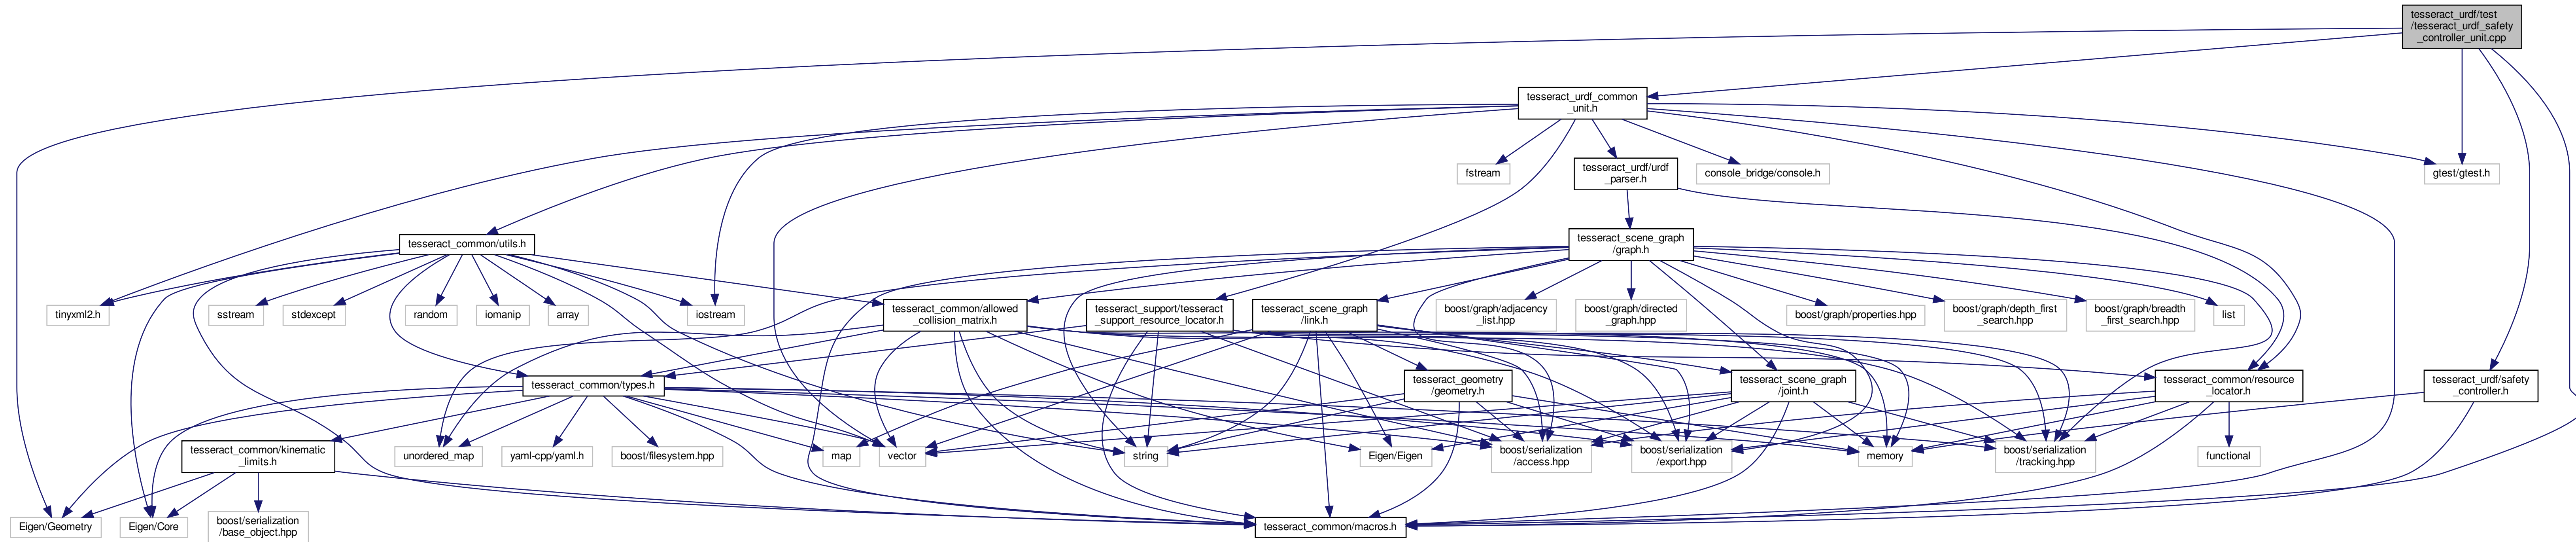 tesseract_urdf/test
/tesseract_urdf_safety
_controller_unit.cpp
tesseract_urdf_common
_unit.h
fstream
tesseract_urdf/urdf
_parser.h
console_bridge/console.h
gtest/gtest.h
tesseract_common/utils.h
tesseract_scene_graph
/graph.h
tinyxml2.h
sstream
stdexcept
random
iomanip
array
iostream
tesseract_common/allowed
_collision_matrix.h
tesseract_support/tesseract
_support_resource_locator.h
tesseract_scene_graph
/link.h
boost/graph/adjacency
_list.hpp
boost/graph/directed
_graph.hpp
boost/graph/properties.hpp
boost/graph/depth_first
_search.hpp
boost/graph/breadth
_first_search.hpp
list
tesseract_common/types.h
tesseract_geometry
/geometry.h
tesseract_scene_graph
/joint.h
tesseract_common/resource
_locator.h
tesseract_urdf/safety
_controller.h
tesseract_common/kinematic
_limits.h
unordered_map
yaml-cpp/yaml.h
boost/filesystem.hpp
map
vector
string
Eigen/Eigen
boost/serialization
/access.hpp
boost/serialization
/export.hpp
memory
boost/serialization
/tracking.hpp
functional
Eigen/Geometry
Eigen/Core
boost/serialization
/base_object.hpp
tesseract_common/macros.h